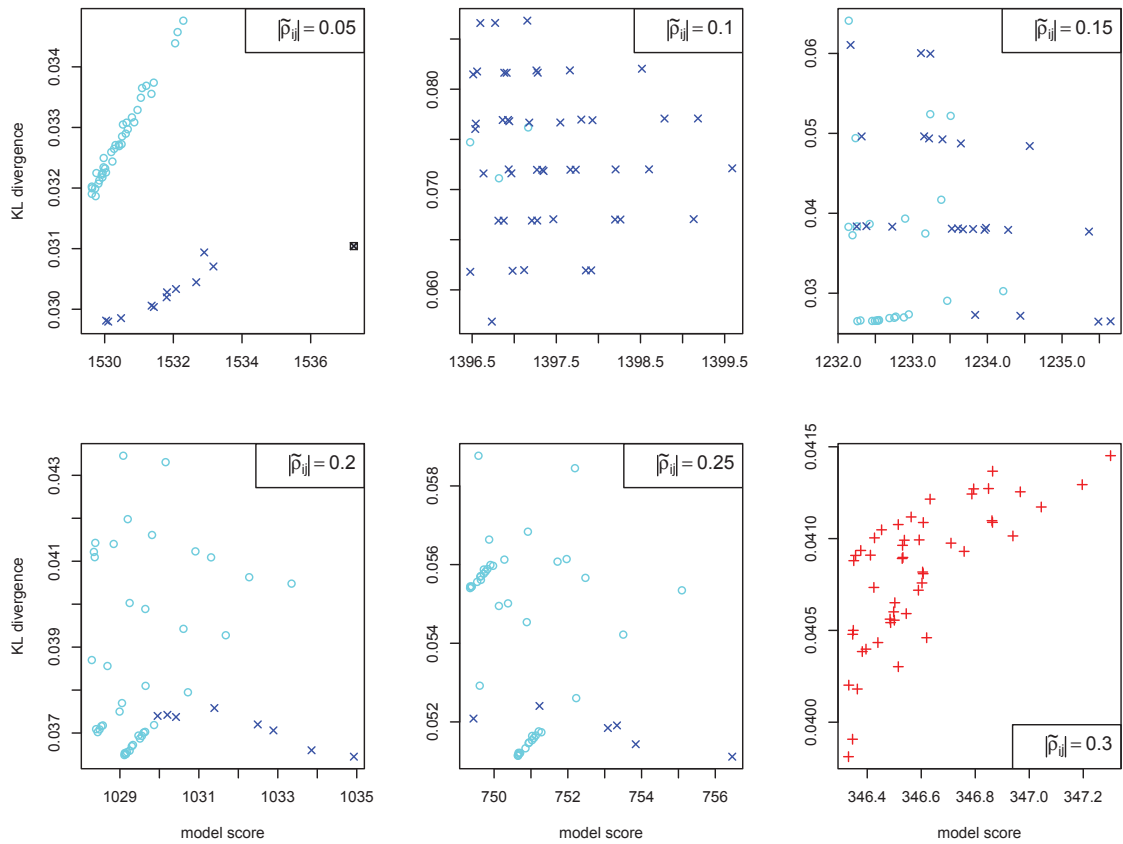 |ρ̃ij| = 0.05
KL divergence
0.030 0.031 0.032 0.033 0.034
1530 1532 1534 1536
|ρ̃ij| = 0.1
0.060 0.070 0.080
1396.5 1397.5 1398.5 1399.5
|ρ̃ij| = 0.15
0.03 0.04 0.05 0.06
1232.0 1233.0 1234.0 1235.0
|ρ̃ij| = 0.2
KL divergence
0.037 0.039 0.041 0.043
1029 1031 1033 1035
model score
|ρ̃ij| = 0.25
0.052 0.054 0.056 0.058
750 752 754 756
model score
|ρ̃ij| = 0.3
0.0400 0.0405 0.0410 0.0415
346.4 346.6 346.8 347.0 347.2
model score